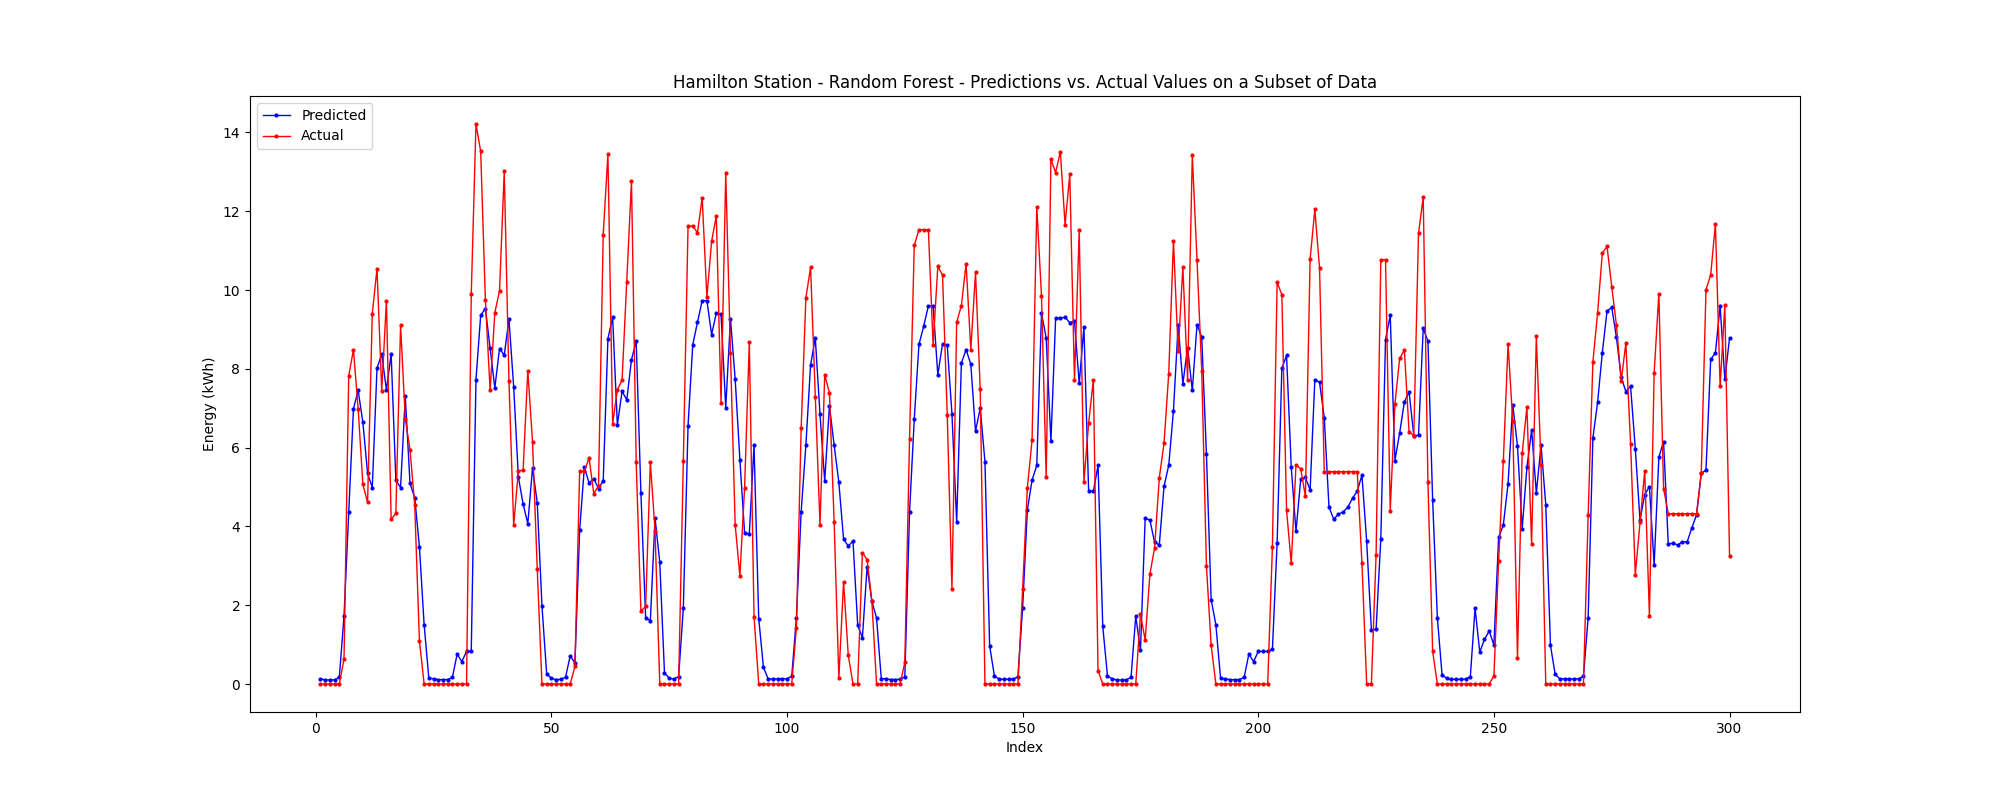 Hamilton Station - Random Forest - Predictions vs. Actual Values on a Subset of Data
Predicted
Actual
Energy (kWh)
14
12
10
8
6
4
2
0
0 50 100 150 200 250 300
Index